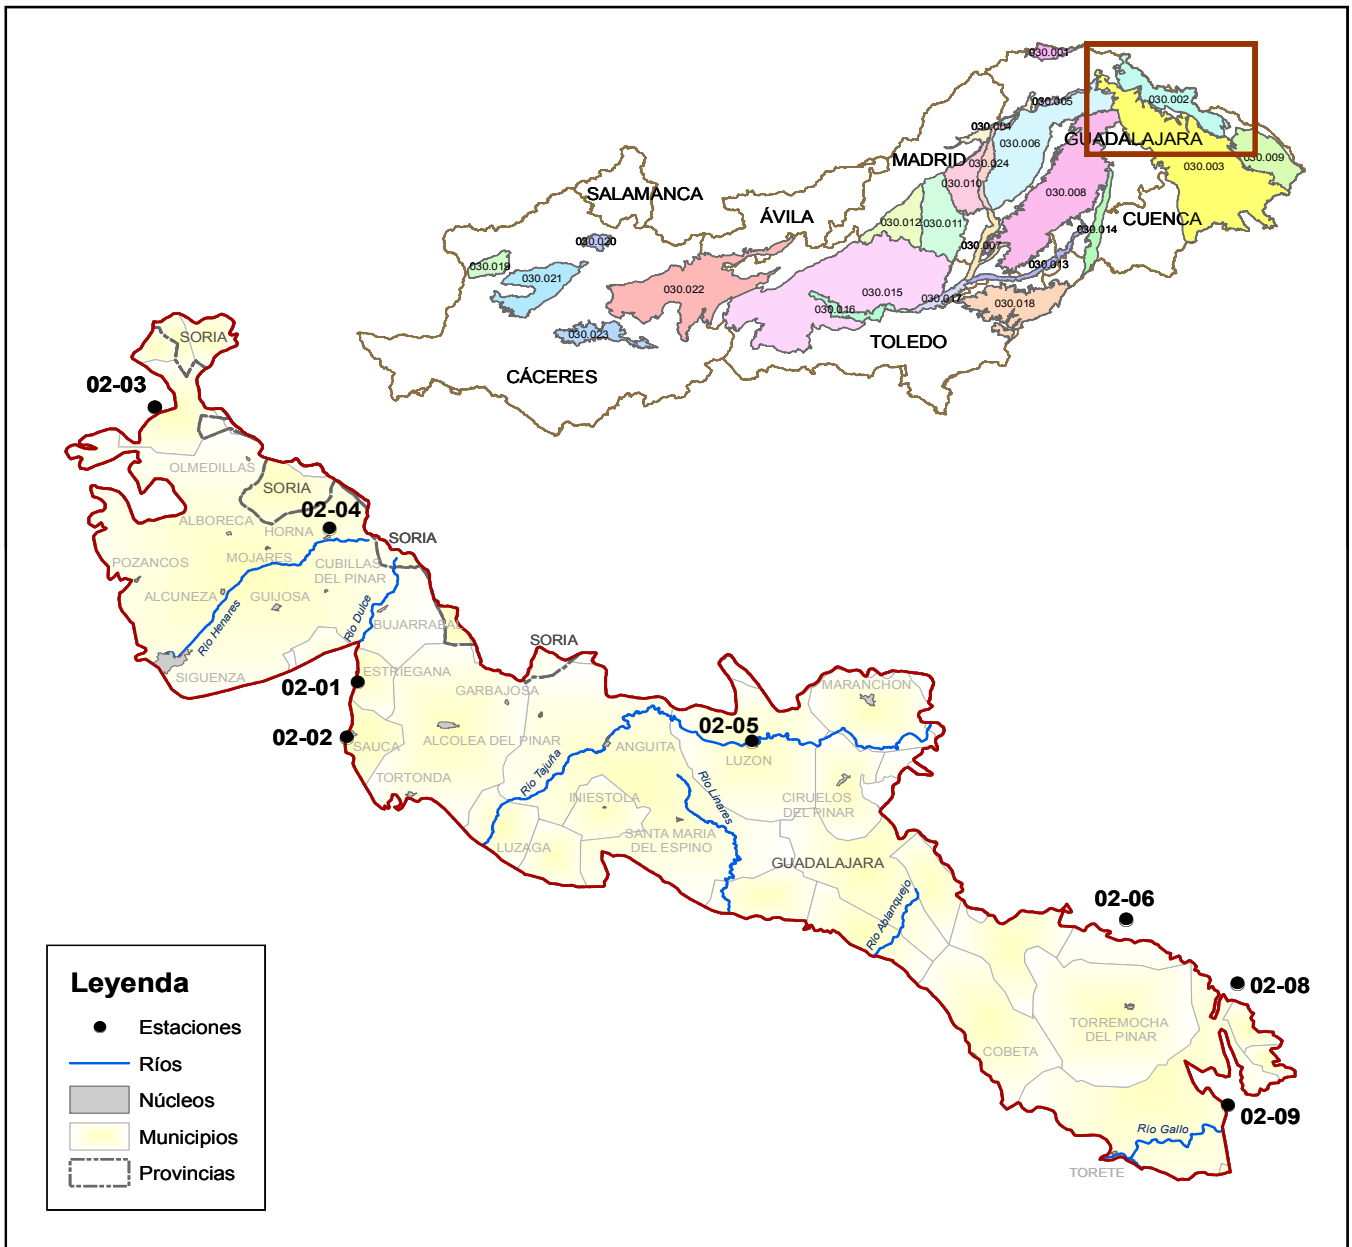 030.001
030.002
030.005
030.004
030.006
GUADALAJARA
MADRID
030.024
030.009
030.003
030.010
030.008
SALAMANCA
ÁVILA
CUENCA
030.012
030.011
030.014
030.020
030.007
030.019
030.013
030.021
030.022
030.015
030.017
030.018
030.016
030.023
TOLEDO
CÁCERES
SORIA
02-03
OLMEDILLAS
SORIA
02-04
ALBORECA
HORNA
SORIA
POZANCOS
MOJARES
CUBILLAS
DEL PINAR
ALCUNEZA
GUIJOSA
Río Henares
Río Dulce
BUJARRABAL
SORIA
SIGUENZA
ESTRIEGANA
02-01
GARBAJOSA
MARANCHON
02-05
02-02
SAUCA
ALCOLEA DEL PINAR
ANGUITA
LUZON
TORTONDA
Río Tajuña
Río Linares
INIESTOLA
CIRUELOS
DEL PINAR
SANTA MARIA
DEL ESPINO
LUZAGA
GUADALAJARA
Río Ablanquejo
02-06
02-08
TORREMOCHA
DEL PINAR
COBETA
02-09
Río Gallo
TORETE
Leyenda
Estaciones
Ríos
Núcleos
Municipios
Provincias